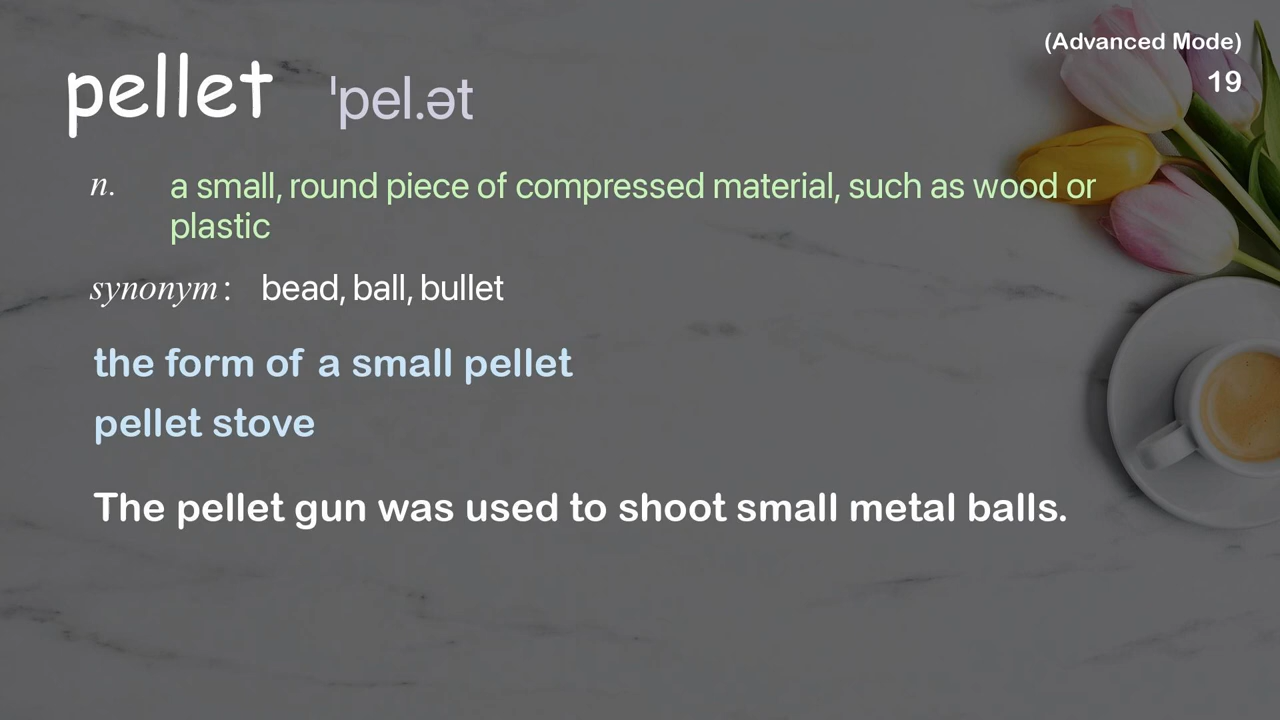 (Advanced Mode)
19
pellet ˈpel.ət
n. a small, round piece of compressed material, such as wood or
plastic
synonym: bead, ball, bullet
the form of a small pellet
pellet stove
The pellet gun was used to shoot small metal balls.